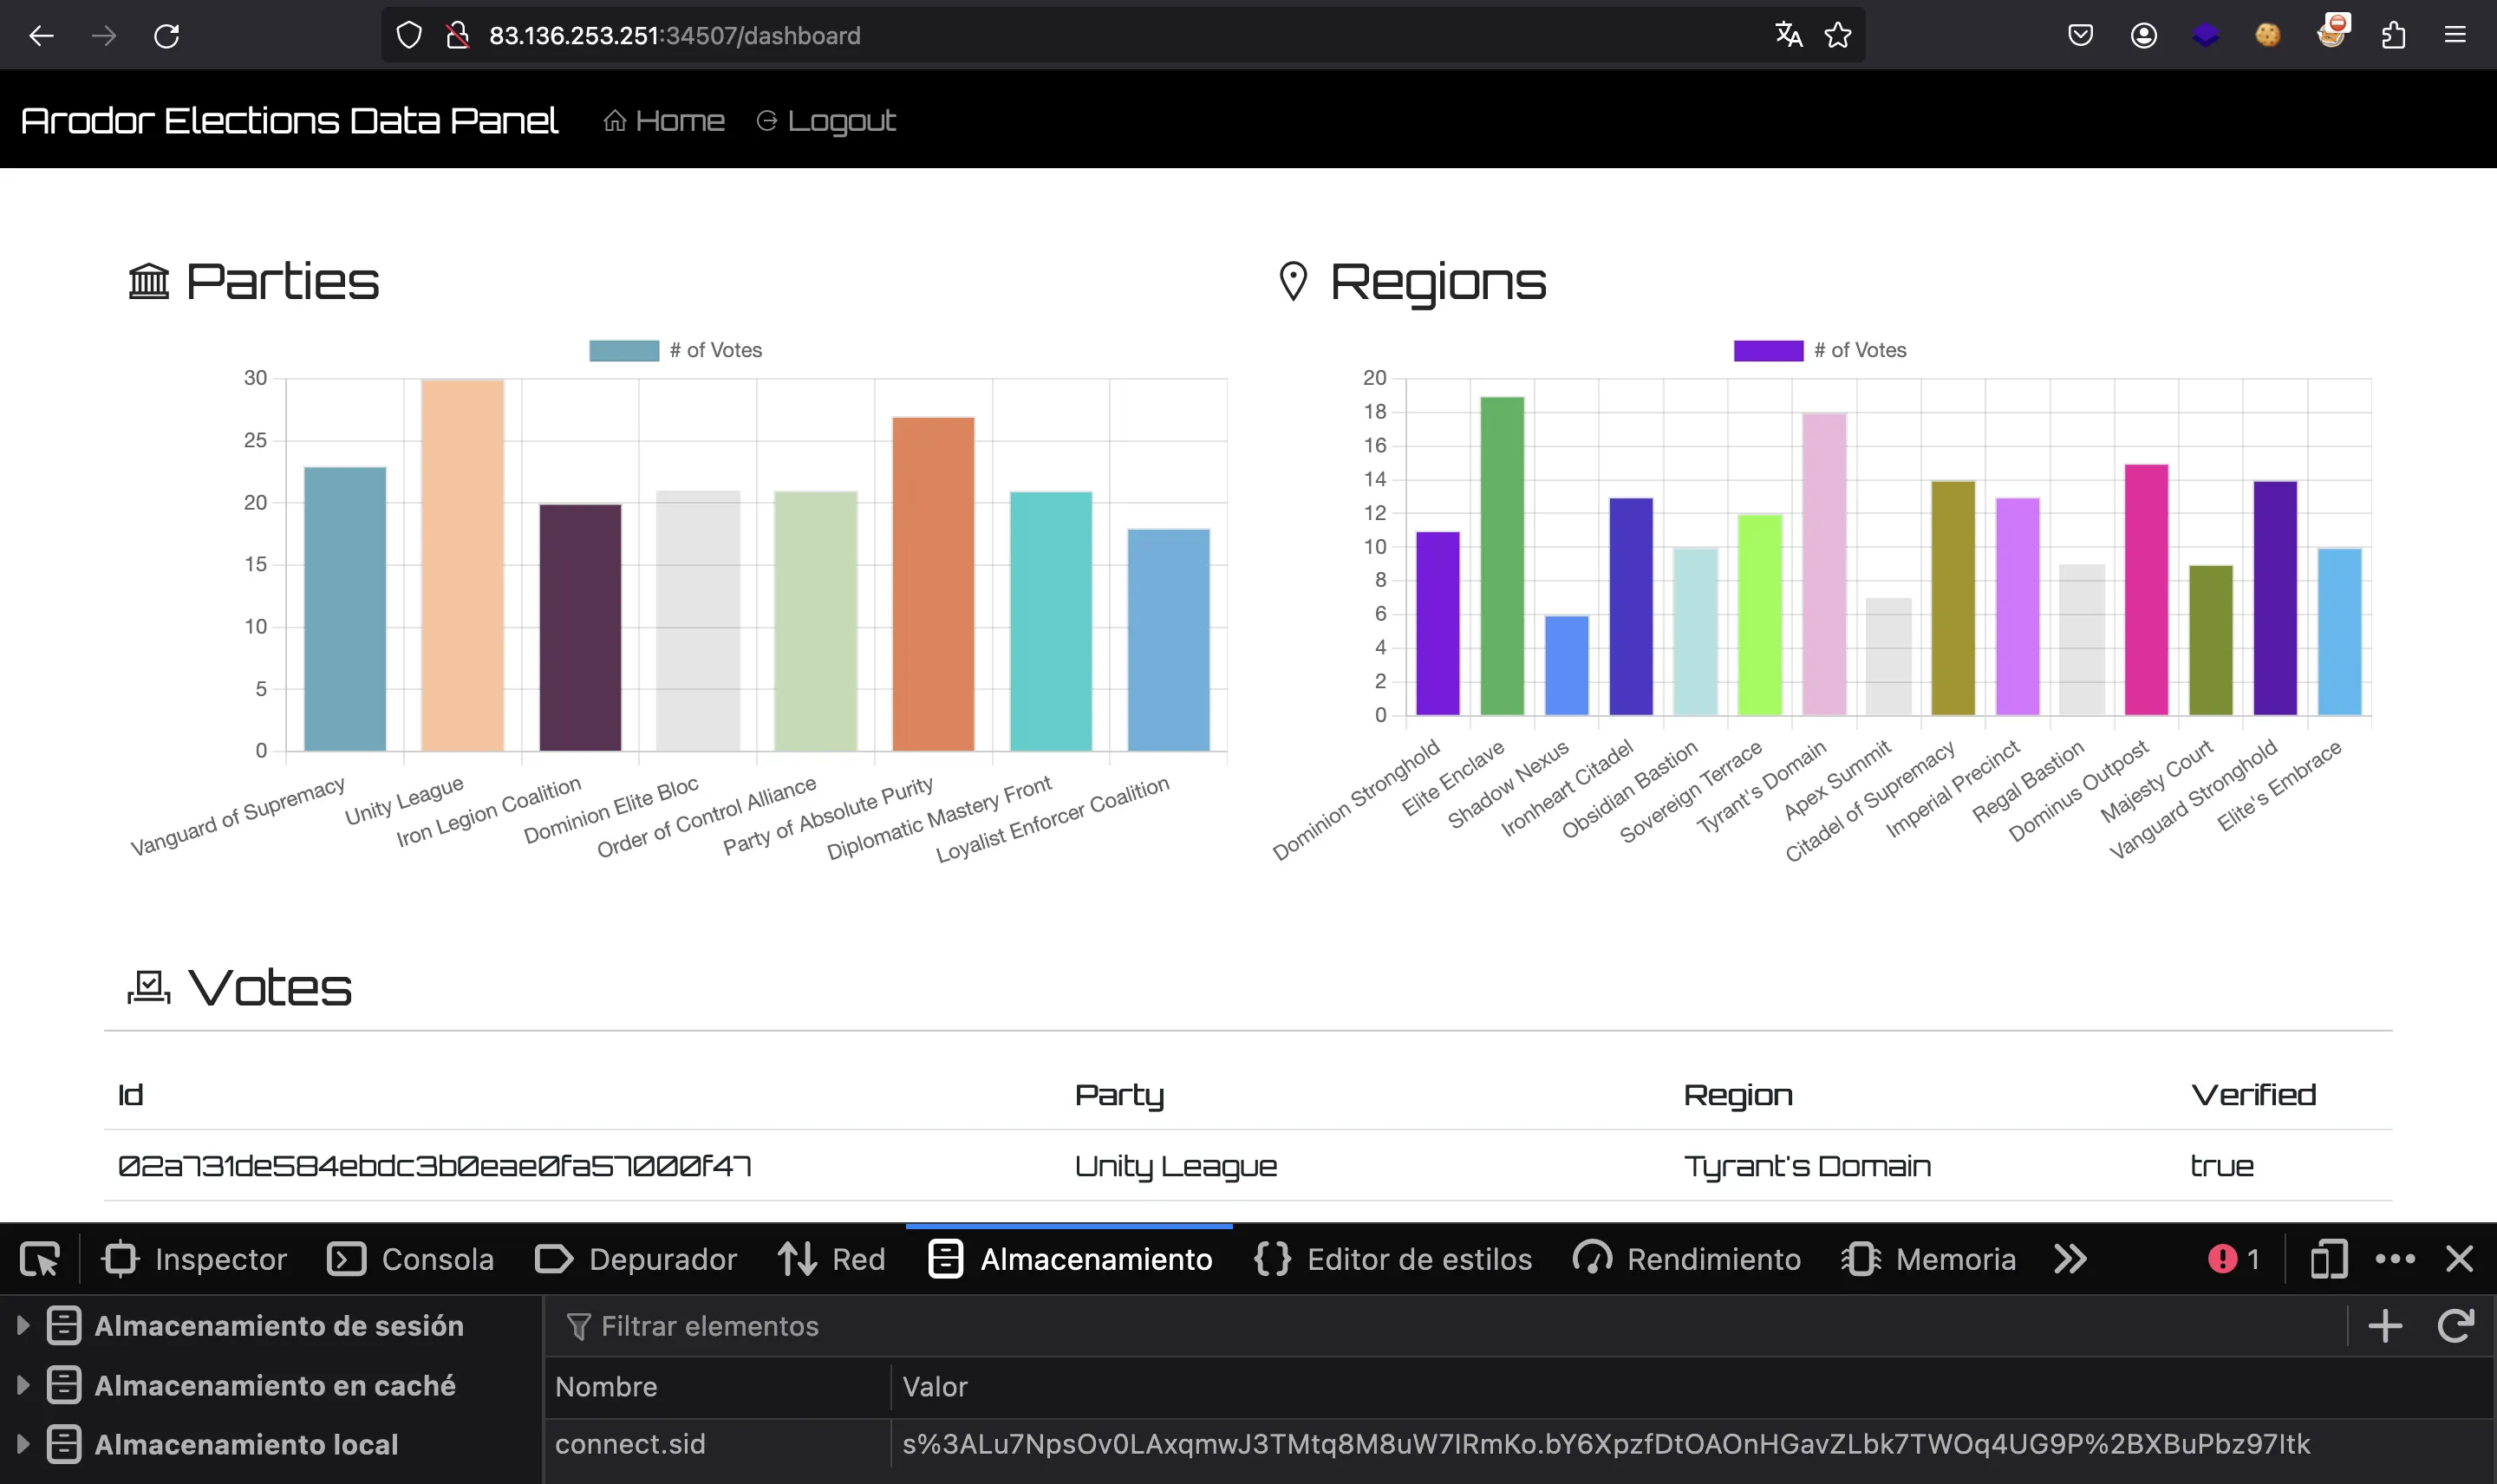 83.136.253.251:34507/dashboard
Arodor Elections Data Panel Home Logout
Parties
# of Votes
30
25
20
15
10
5
0
Vanguard of Supremacy
Unity League
Iron Legion Coalition
Dominion Elite Bloc
Order of Control Alliance
Party of Absolute Purity
Diplomatic Mastery Front
Loyalist Enforcer Coalition
Regions
# of Votes
20
18
16
14
12
10
8
6
4
2
0
Dominion Stronghold
Elite Enclave
Shadow Nexus
Ironheart Citadel
Obsidian Bastion
Sovereign Terrace
Tyrant's Domain
Apex Summit
Citadel of Supremacy
Imperial Precinct
Regal Bastion
Dominus Outpost
Majesty Court
Vanguard Stronghold
Elite's Embrace
Votes
Id Party Region Verified
02a731de584ebdc3b0eae0fa57000f47 Unity League Tyrant's Domain true
Inspector Consola Depurador Red Almacenamiento Editor de estilos Rendimiento Memoria 1
Almacenamiento de sesión
Almacenamiento en caché
Almacenamiento local
Filtrar elementos
Nombre Valor
connect.sid s%3ALu7NpsOv0LAxqmwJ3TMtq8M8uW7IRmKo.bY6XpzfDtOAOnHGavZLbk7TWOq4UG9P%2BXBuPbz97Itk